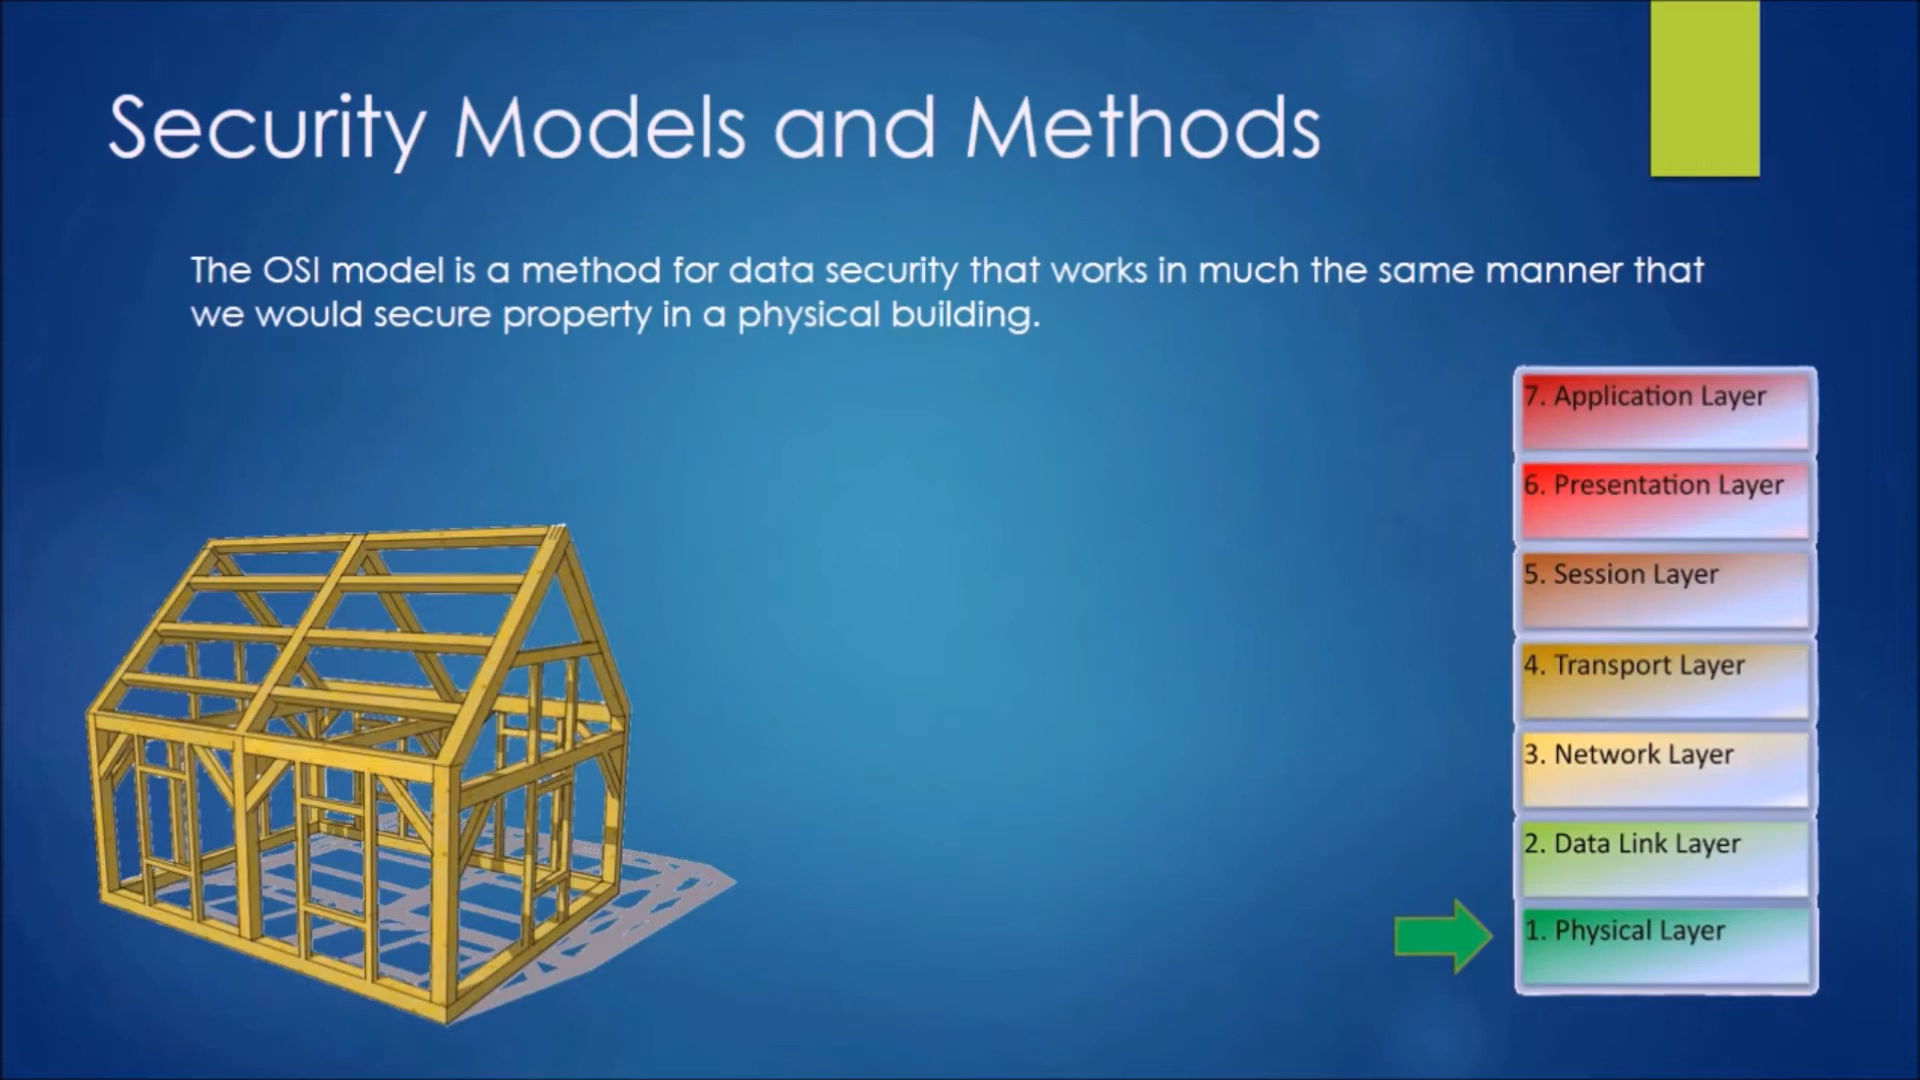 Security Models and Methods
The OSI model is a method for data security that works in much the same manner that
we would secure property in a physical building.
7. Application Layer
6. Presentation Layer
5. Session Layer
4. Transport Layer
3. Network Layer
2. Data Link Layer
1. Physical Layer